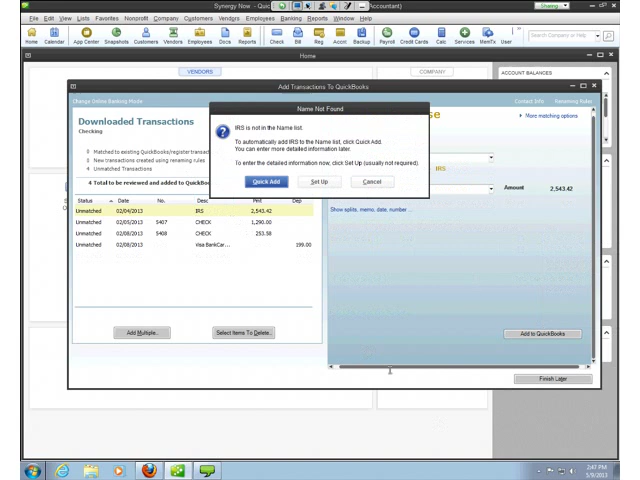 Synergy Now - Quic
Accountant)
Sharing
File Edit View Lists Favorites Nonprofit Company Customers Vendors Employees Banking Reports Window Help
Home Calendar App Center Snapshots Customers Vendors Employees Docs Reports Check Bill Reg Accnt Backup Payroll Credit Cards Calc Services MemTx User
Search Company or Help
Home
VENDORS
COMPANY
ACCOUNT BALANCES
Add Transactions To QuickBooks
Change Online Banking Mode
Contact Info Renaming Rules
Name Not Found
IRS is not in the Name list.
To automatically add IRS to the Name list, click Quick Add.
You can enter more detailed information later.
To enter the detailed information now, click Set Up (usually not required).
Quick Add Set Up Cancel
Downloaded Transactions
Checking
0 Matched to existing QuickBooks/register transact
0 New transactions created using renaming rules
4 Unmatched Transactions
4 Total to be reviewed and added to QuickBoo
se
More matching options
IRS
Amount 2,543.42
Show splits, memo, date, number ...
Status Date No. Desc Pmt Dep
Unmatched 02/04/2013 IRS 2,543.42
Unmatched 02/05/2013 5407 CHECK 1,290.00
Unmatched 02/08/2013 5408 CHECK 253.58
Unmatched 02/08/2013 Visa BankCar... 199.00
Add Multiple..
Select Items To Delete..
Add to QuickBooks
Finish Later
2:47 PM
5/9/2013